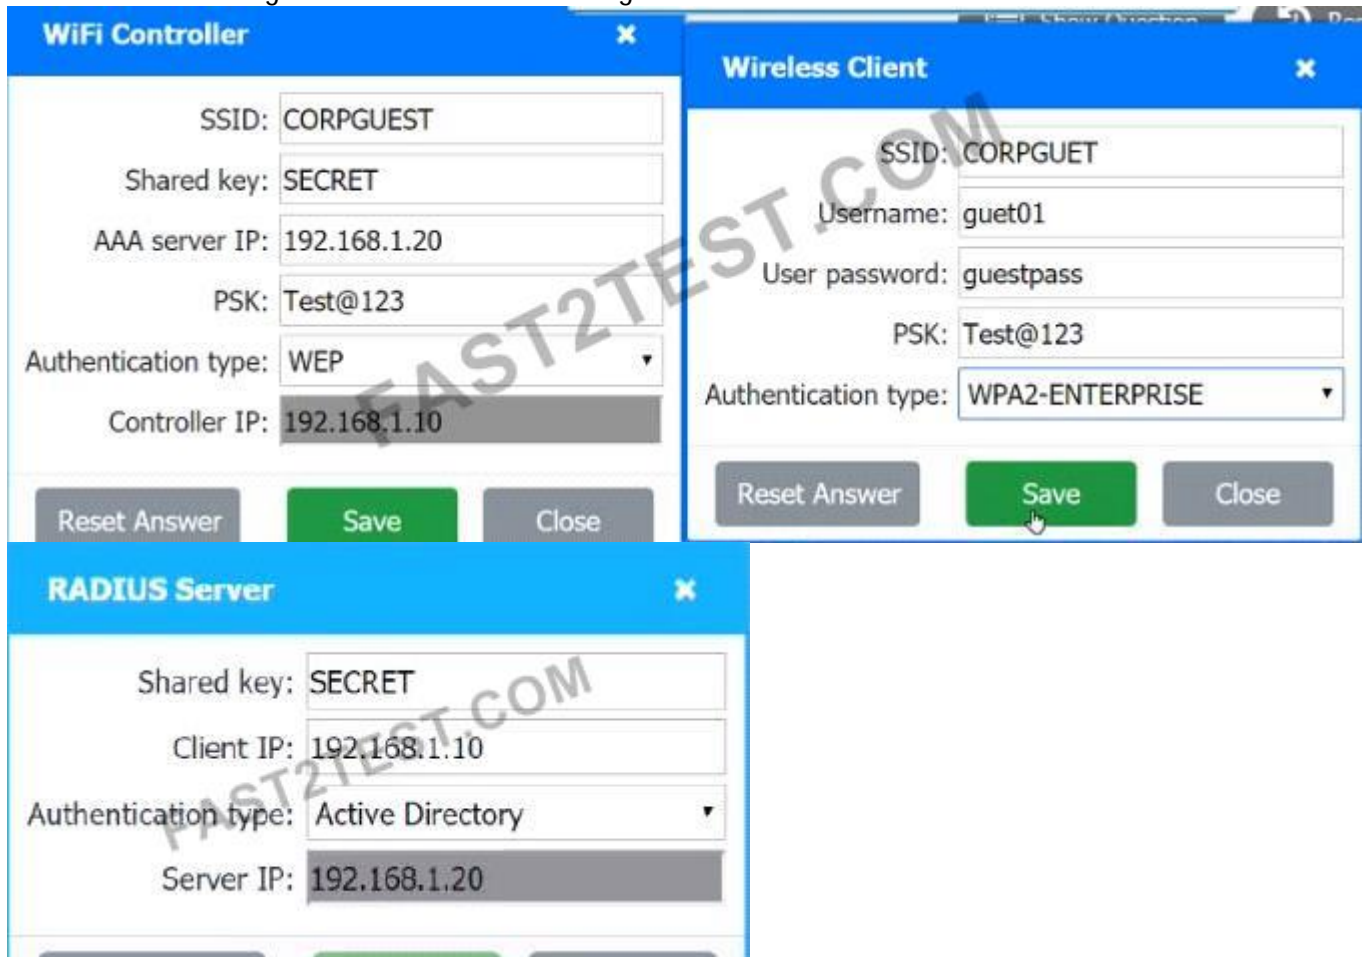 WiFi Controller ×
SSID: CORPGUEST
Shared key: SECRET
AAA server IP: 192.168.1.20
PSK: Test@123
Authentication type: WEP
Controller IP: 192.168.1.10
Reset Answer Save Close
Show Question
Wireless Client ×
SSID: CORPGUET
Username: guet01
User password: guestpass
PSK: Test@123
Authentication type: WPA2-ENTERPRISE
Reset Answer Save Close
FAST2TEST.COM
RADIUS Server ×
Shared key: SECRET
Client IP: 192.168.1.10
Authentication type: Active Directory
Server IP: 192.168.1.20
FAST2TEST.COM